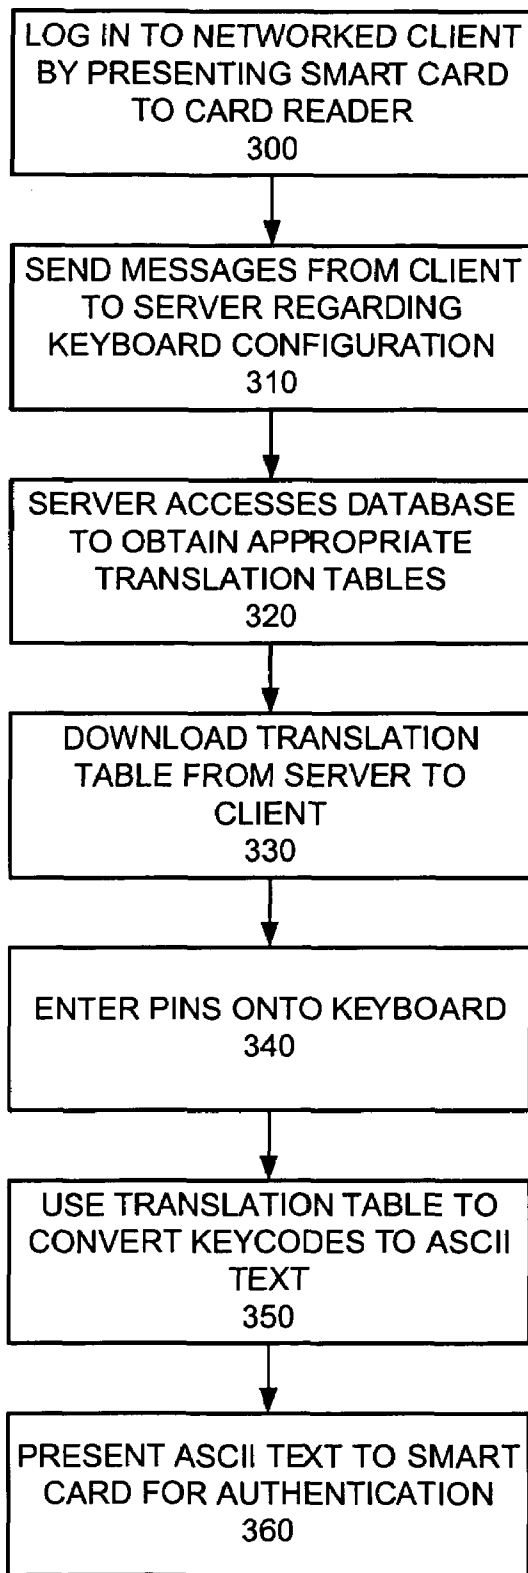 LOG IN TO NETWORKED CLIENT
BY PRESENTING SMART CARD
TO CARD READER
300
SEND MESSAGES FROM CLIENT
TO SERVER REGARDING
KEYBOARD CONFIGURATION
310
SERVER ACCESSES DATABASE
TO OBTAIN APPROPRIATE
TRANSLATION TABLES
320
DOWNLOAD TRANSLATION
TABLE FROM SERVER TO
CLIENT
330
ENTER PINS ONTO KEYBOARD
340
USE TRANSLATION TABLE TO
CONVERT KEYCODES TO ASCII
TEXT
350
PRESENT ASCII TEXT TO SMART
CARD FOR AUTHENTICATION
360